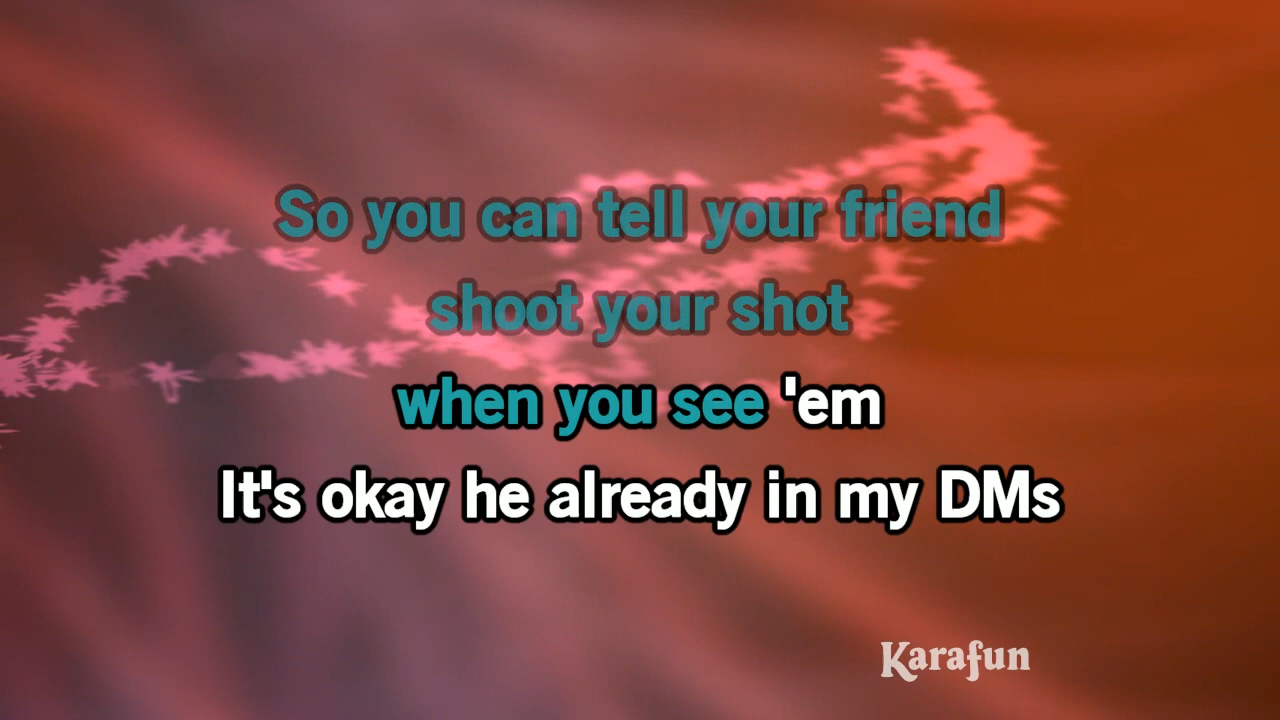 So you can tell your friend
shoot your shot
when you see 'em
It's okay he already in my DMs
Karafun